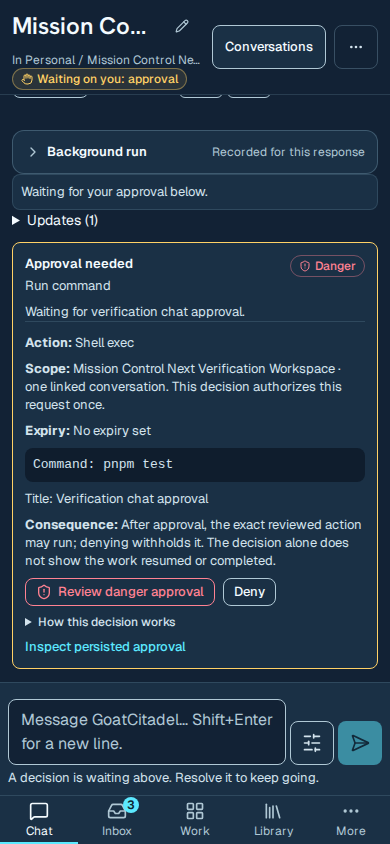 Mission Co...
In Personal / Mission Control Ne...
Waiting on you: approval
Conversations
Background run
Recorded for this response
Waiting for your approval below.
Updates (1)
Approval needed
Danger
Run command
Waiting for verification chat approval.
Action: Shell exec
Scope: Mission Control Next Verification Workspace ·
one linked conversation. This decision authorizes this
request once.
Expiry: No expiry set
Command: pnpm test
Title: Verification chat approval
Consequence: After approval, the exact reviewed action
may run; denying withholds it. The decision alone does
not show the work resumed or completed.
Review danger approval
Deny
How this decision works
Inspect persisted approval
Message GoatCitadel... Shift+Enter
for a new line.
A decision is waiting above. Resolve it to keep going.
3
Chat
Inbox
Work
Library
More